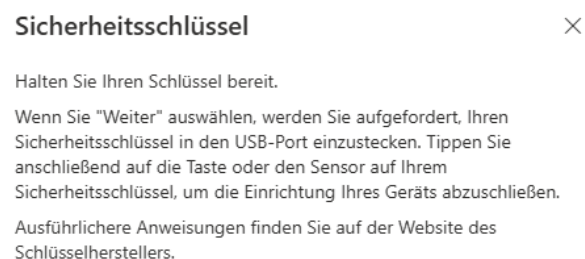 Sicherheitsschlüssel
Halten Sie Ihren Schlüssel bereit.
Wenn Sie "Weiter" auswählen, werden Sie aufgefordert, Ihren
Sicherheitsschlüssel in den USB-Port einzustecken. Tippen Sie
anschließend auf die Taste oder den Sensor auf Ihrem
Sicherheitsschlüssel, um die Einrichtung Ihres Geräts abzuschließen.
Ausführlichere Anweisungen finden Sie auf der Website des
Schlüsselherstellers.